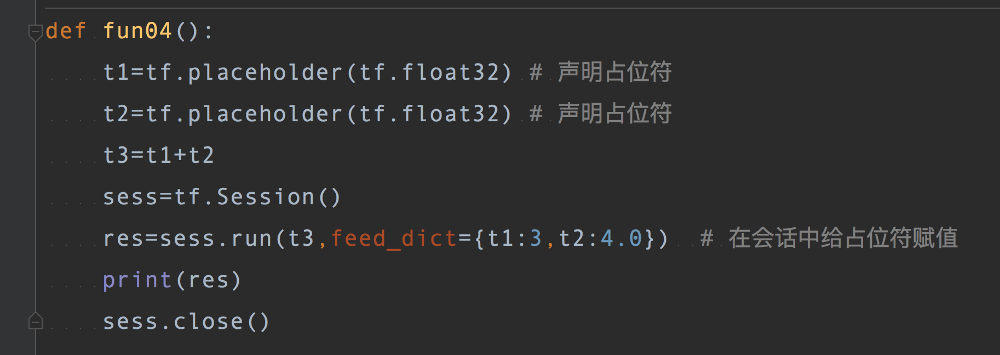 def fun04():
    t1=tf.placeholder(tf.float32) # 声明占位符
    t2=tf.placeholder(tf.float32) # 声明占位符
    t3=t1+t2
    sess=tf.Session()
    res=sess.run(t3,feed_dict={t1:3,t2:4.0})  # 在会话中给占位符赋值
    print(res)
    sess.close()